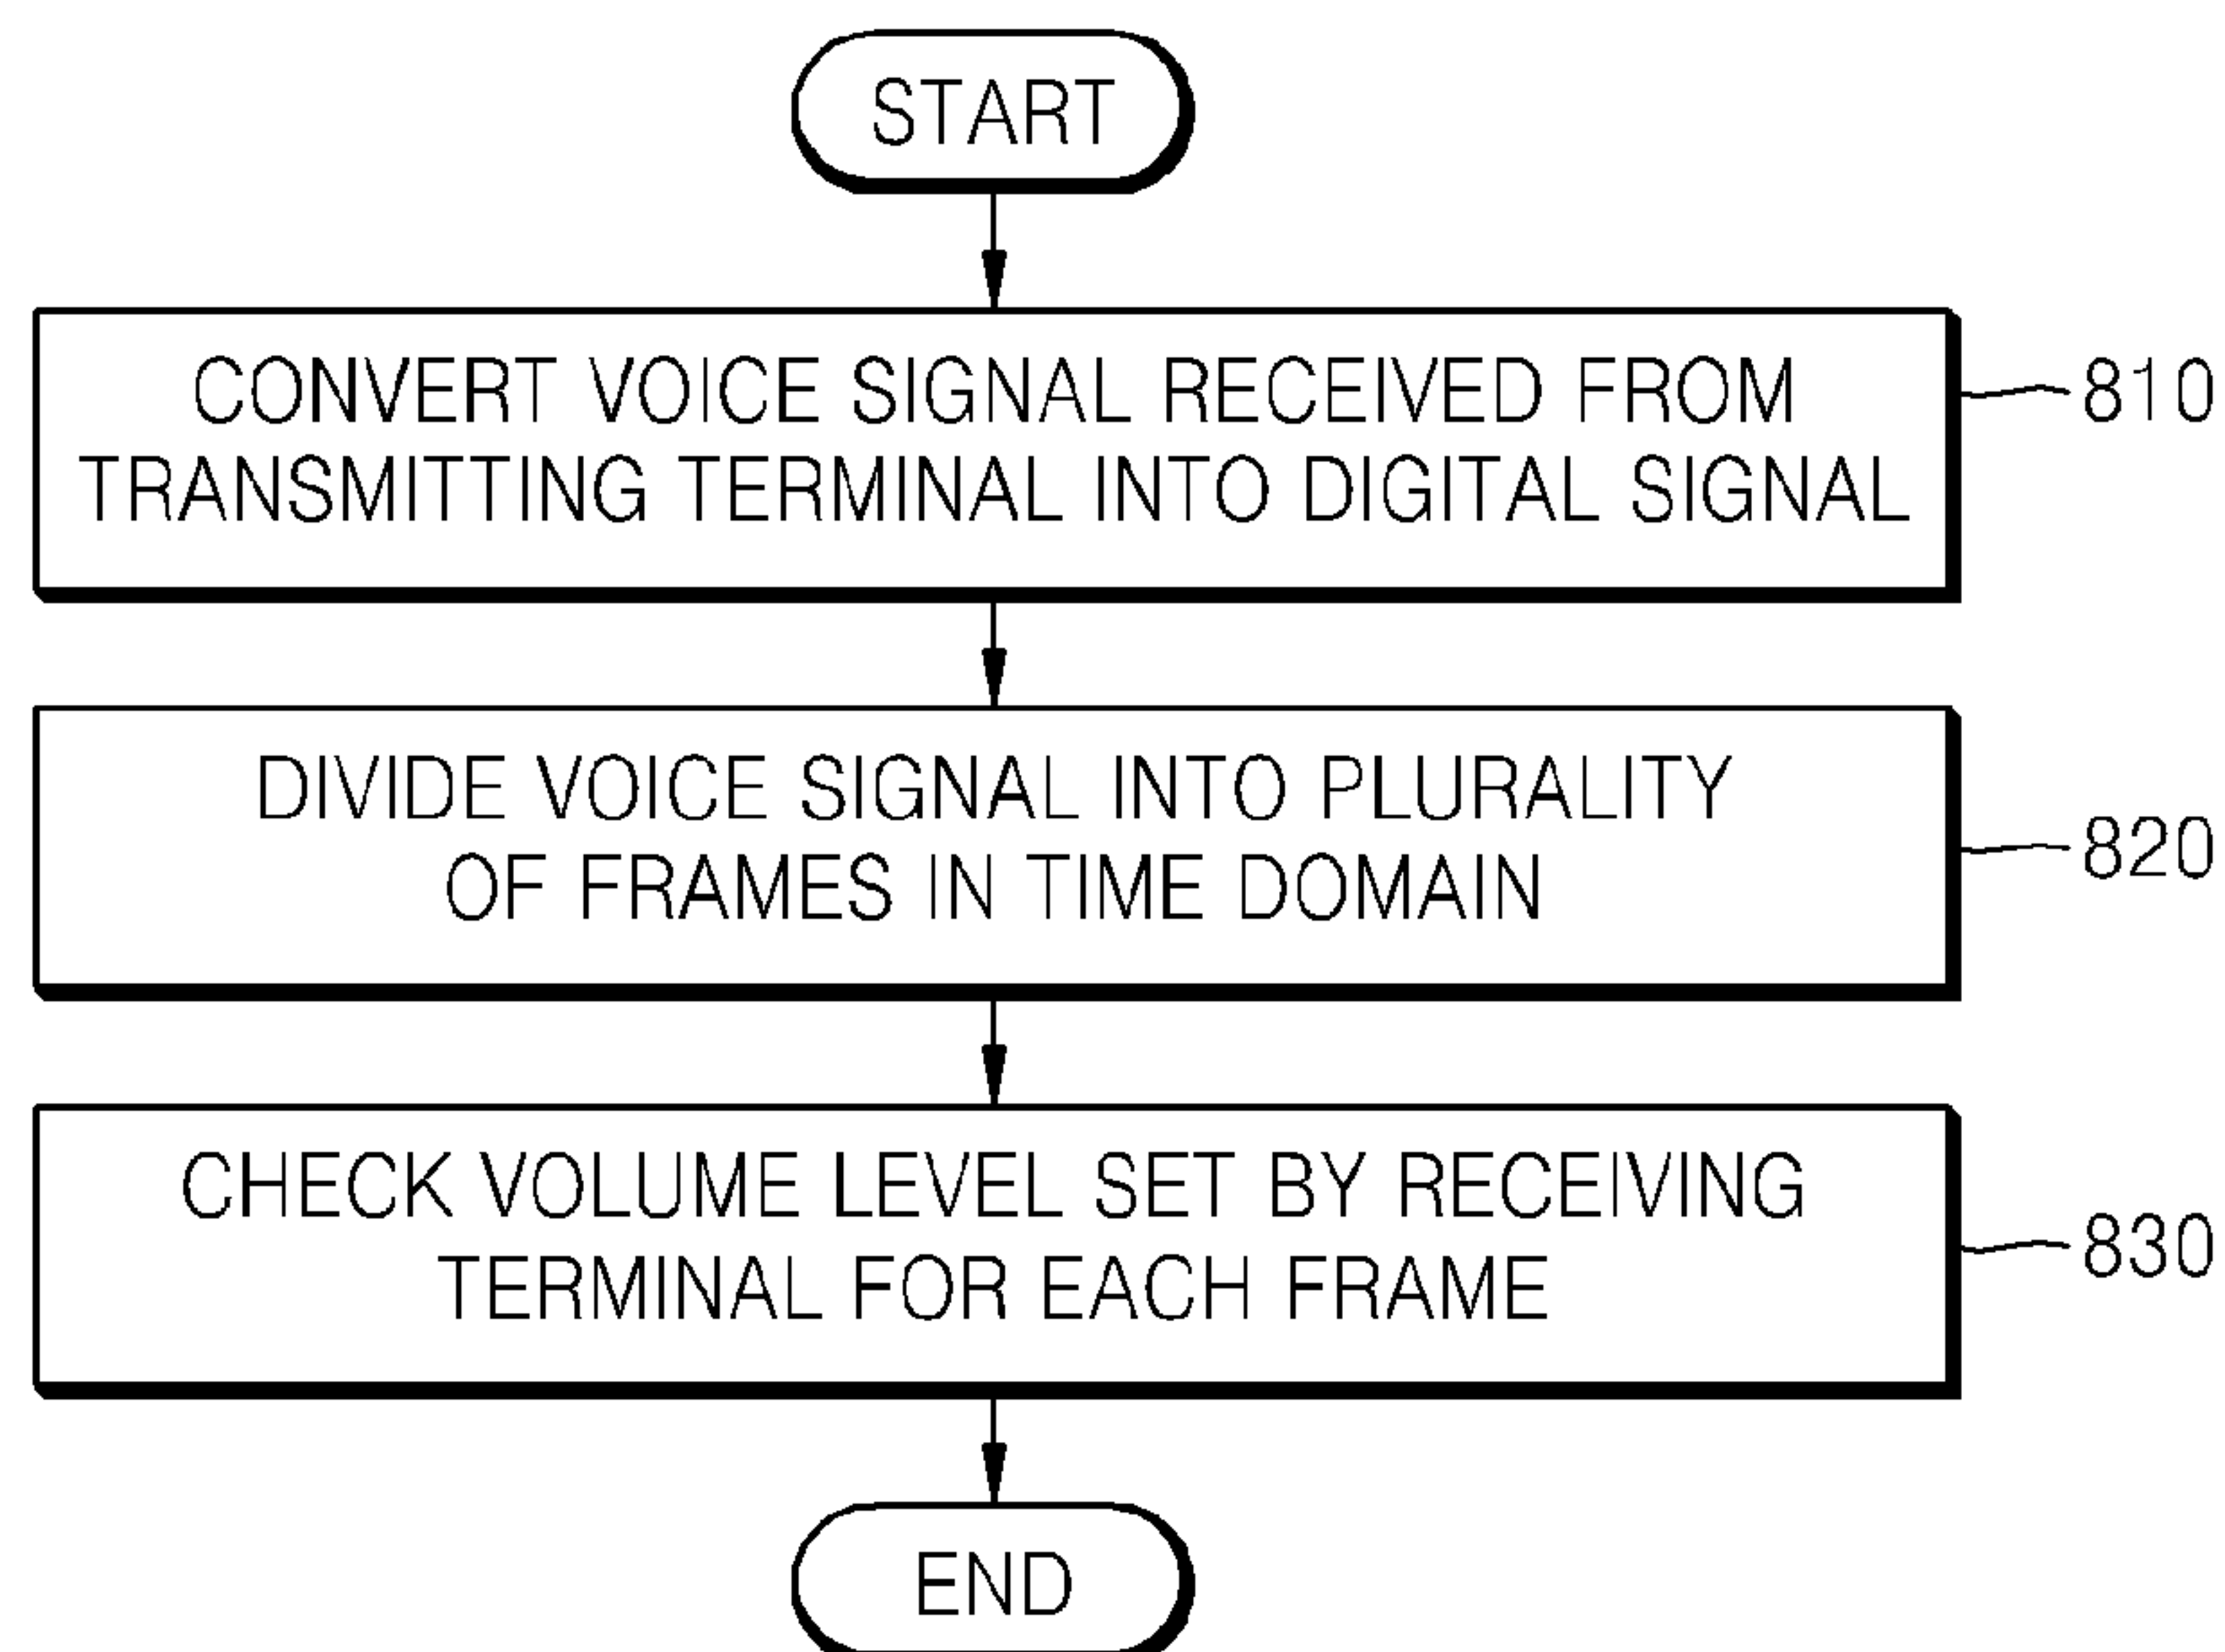 START
CONVERT VOICE SIGNAL RECEIVED FROM
TRANSMITTING TERMINAL INTO DIGITAL SIGNAL
810
DIVIDE VOICE SIGNAL INTO PLURALITY
OF FRAMES IN TIME DOMAIN
820
CHECK VOLUME LEVEL SET BY RECEIVING
TERMINAL FOR EACH FRAME
830
END